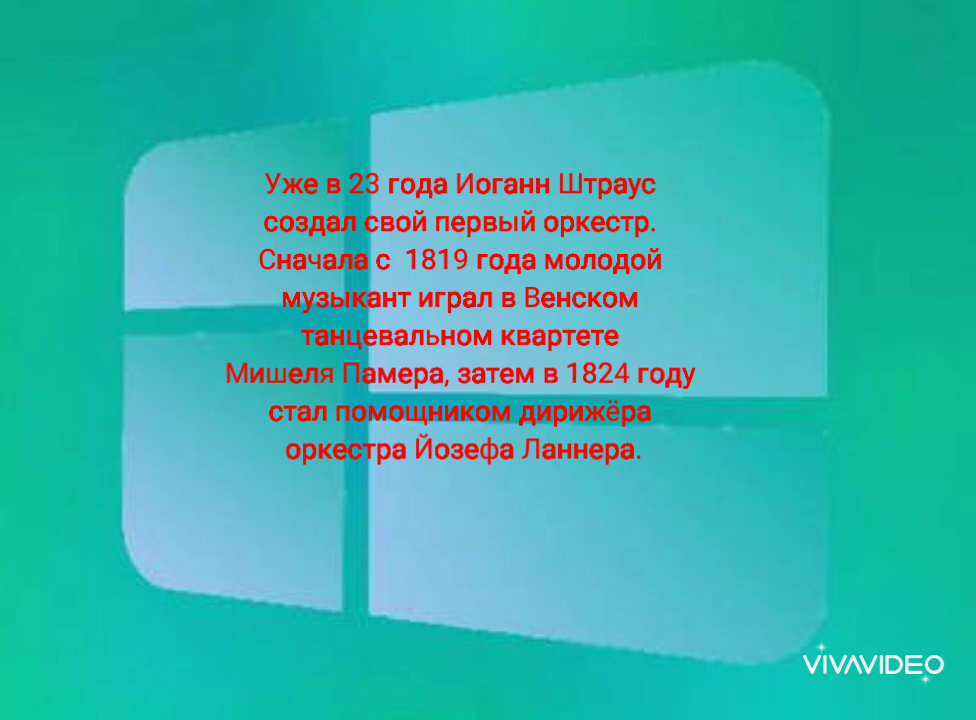 Уже в 23 года Иоганн Штраус
создал свой первый оркестр.
Сначала с 1819 года молодой
музыкант играл в Венском
танцевальном квартете
Мишеля Памера, затем в 1824 году
стал помощником дирижёра
оркестра Йозефа Ланнера.
VIVAVIDEO